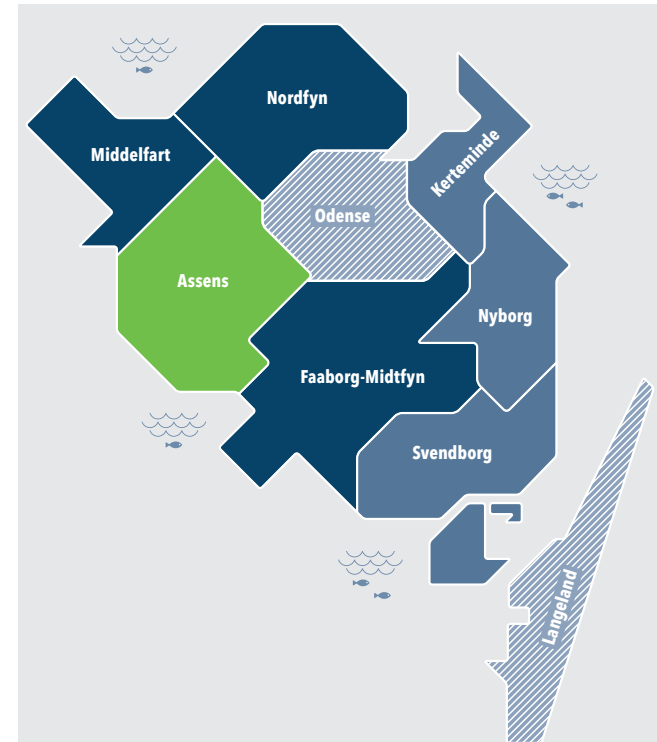 Nordfyn
Middelfart
Kerteminde
Odense
Assens
Nyborg
Faaborg-Midtfyn
Svendborg
Langeland